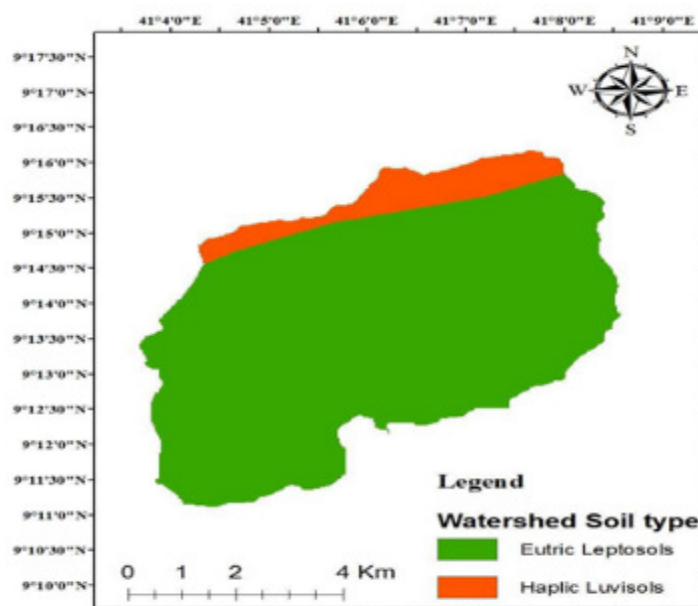 41°4'0"E 41°5'0"E 41°6'0"E 41°7'0"E 41°8'0"E 41°9'0"E
9°17'30"N
9°17'0"N
9°16'30"N
9°16'0"N
9°15'30"N
9°15'0"N
9°14'30"N
9°14'0"N
9°13'30"N
9°13'0"N
9°12'30"N
9°12'0"N
9°11'30"N
9°11'0"N
9°10'30"N
9°10'0"N
N
W E
S
Legend
Watershed Soil type
Eutric Leptosols
Haplic Luvisols
0 1 2 4 Km